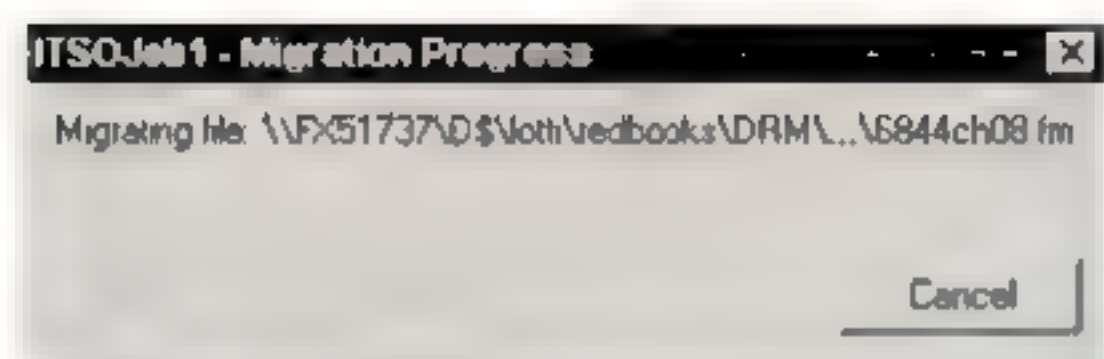 ITSOJob1 - Migration Progress
Migrating file: \\FX51737\D$\loth\redbooks\DRM\...\6844ch08.fm
Cancel